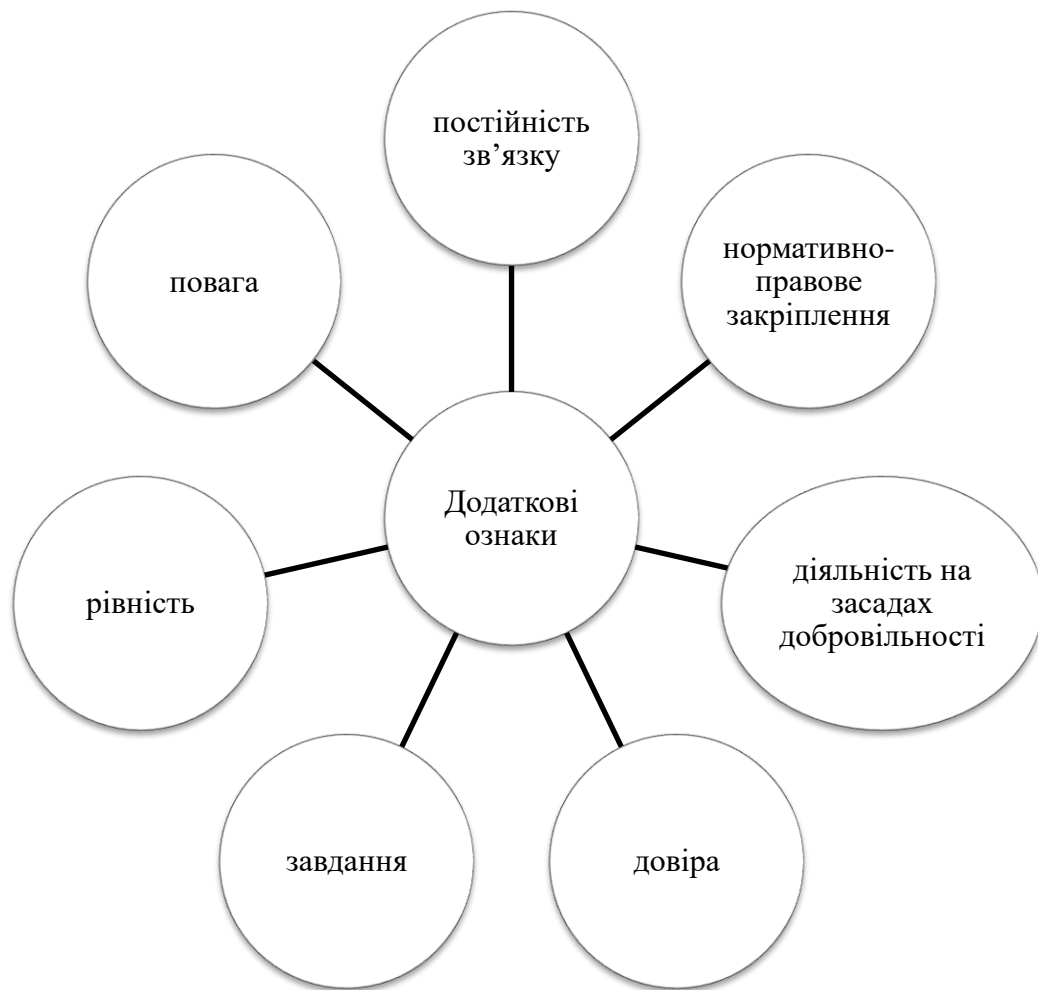 постійність
зв’язку
нормативно-
правове
закріплення
діяльність на
засадах
добровільності
довіра
завдання
рівність
повага
Додаткові
ознаки